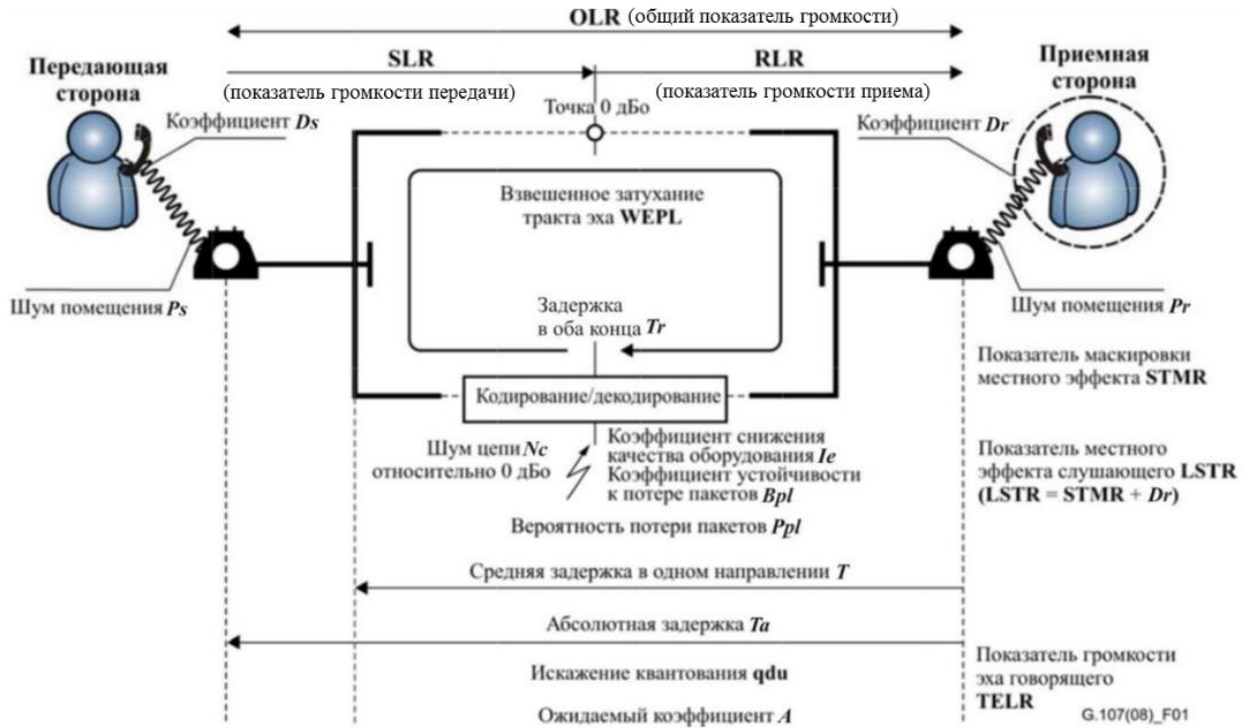 OLR (общий показатель громкости)
SLR
RLR
Передающая
сторона
Приемная
сторона
(показатель громкости передачи)
(показатель громкости приема)
Точка 0 дБо
Коэффициент Ds
Коэффициент Dr
Взвешенное затухание
тракта эха WEPL
Шум помещения Ps
Шум помещения Pr
Задержка
в оба конца Tr
Показатель маскировки
местного эффекта STMR
Кодирование/декодирование
Шум цепи Nc
относительно 0 дБо
Коэффициент снижения
качества оборудования Ie
Коэффициент устойчивости
к потере пакетов Bpl
Показатель местного
эффекта слушающего LSTR
(LSTR = STMR + Dr)
Вероятность потери пакетов Ppl
Средняя задержка в одном направлении T
Абсолютная задержка Ta
Искажение квантования qdu
Показатель громкости
эха говорящего
TELR
Ожидаемый коэффициент A
G.107(08)_F01